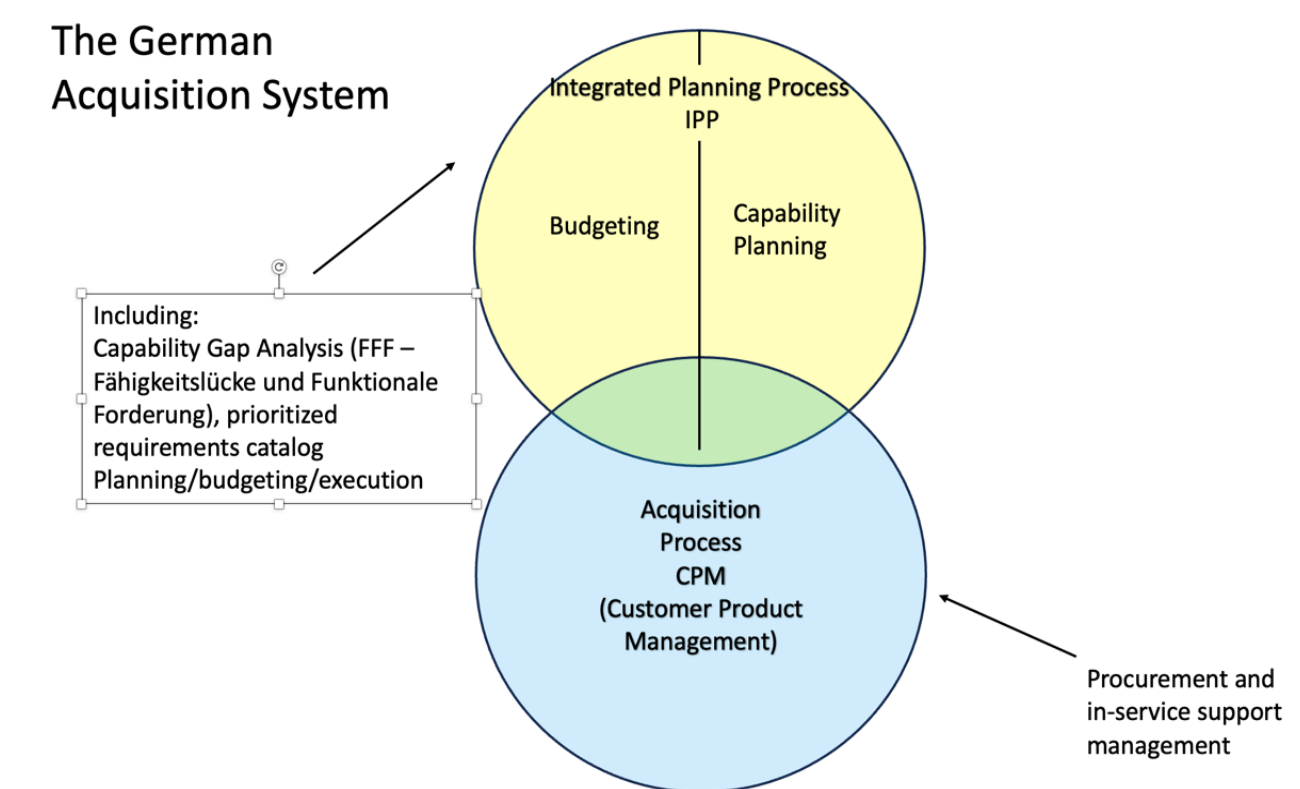 The German
Acquisition System
Integrated Planning Process
IPP
Budgeting
Capability
Planning
Including:
Capability Gap Analysis (FFF –
Fähigkeitslücke und Funktionale
Forderung), prioritized
requirements catalog
Planning/budgeting/execution
Acquisition
Process
CPM
(Customer Product
Management)
Procurement and
in-service support
management